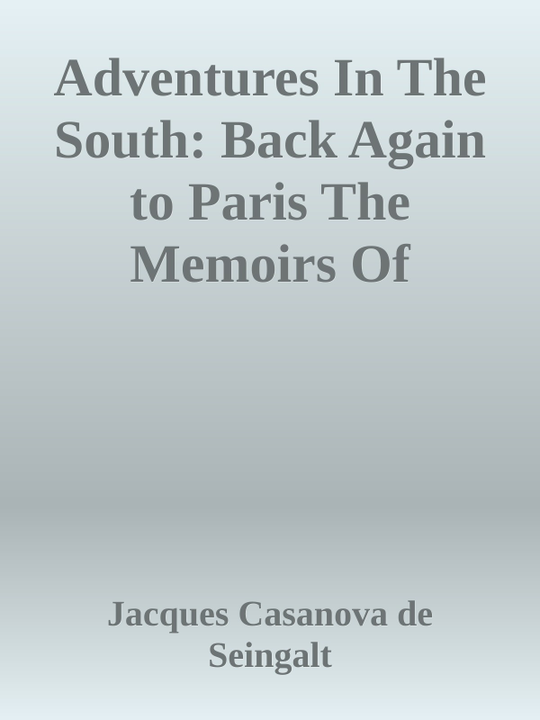 Adventures In The
South: Back Again
to Paris The
Memoirs Of
Jacques Casanova de
Seingalt